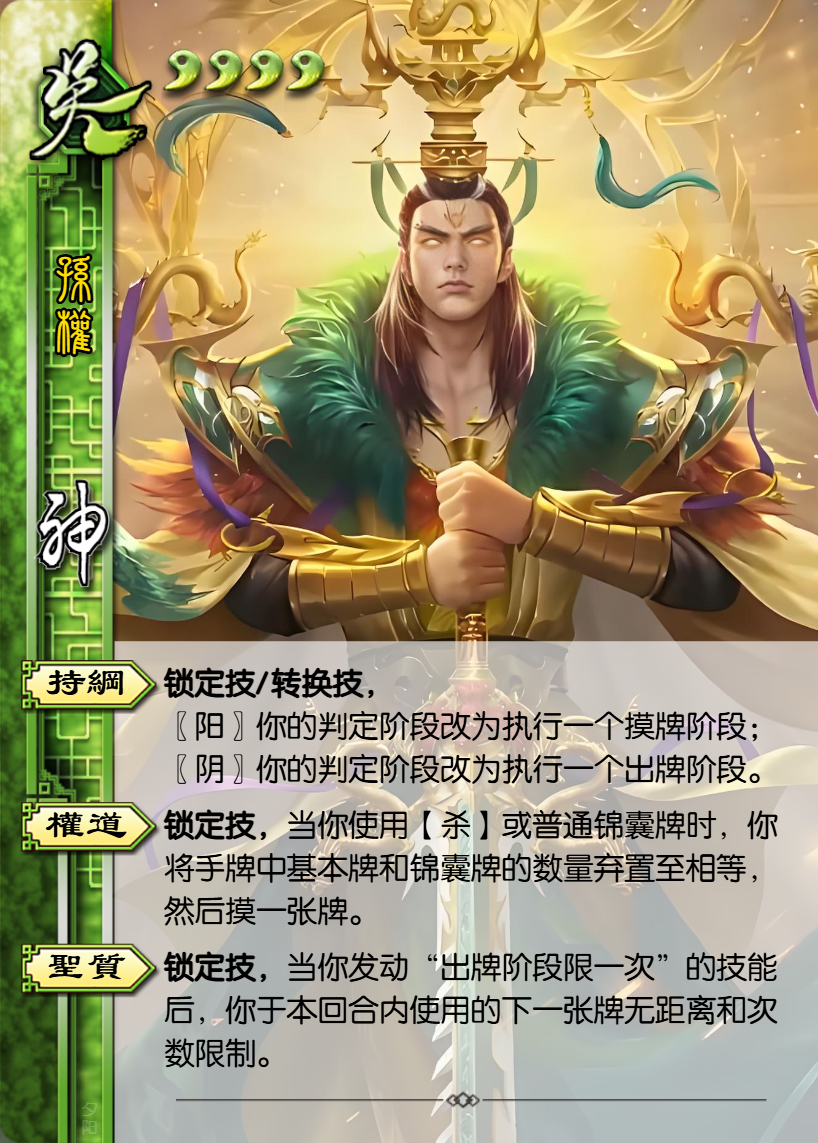 吴
孫權
神
持綱
锁定技/转换技，
〖阳〗你的判定阶段改为执行一个摸牌阶段；
〖阴〗你的判定阶段改为执行一个出牌阶段。
權道
锁定技，当你使用【杀】或普通锦囊牌时，你
将手牌中基本牌和锦囊牌的数量弃置至相等，
然后摸一张牌。
聖質
锁定技，当你发动“出牌阶段限一次”的技能
后，你于本回合内使用的下一张牌无距离和次
数限制。
夕阳